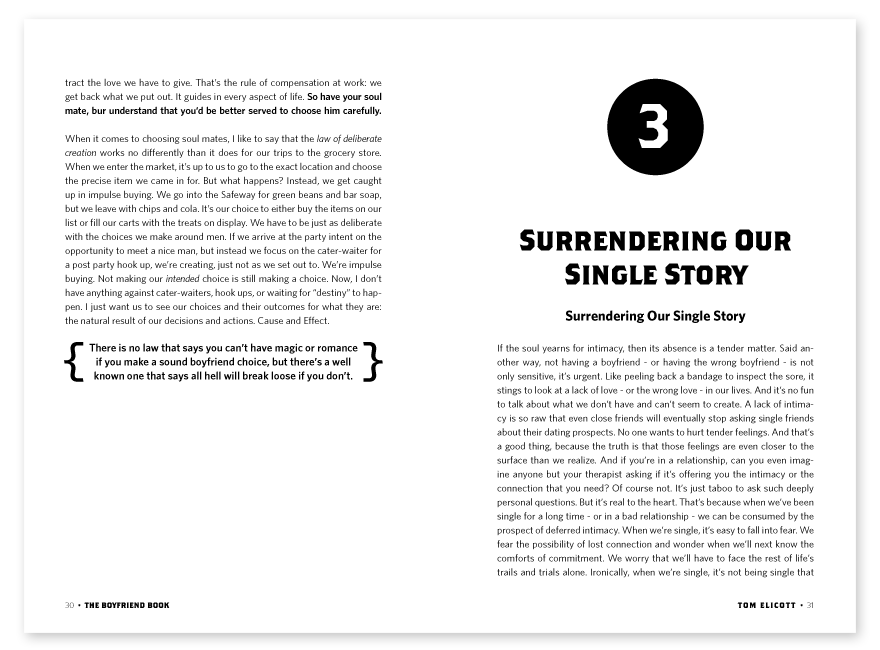 tract the love we have to give. That's the rule of compensation at work: we
get back what we put out. It guides in every aspect of life. So have your soul
mate, bur understand that you'd be better served to choose him carefully.
When it comes to choosing soul mates, I like to say that the law of deliberate
creation works no differently than it does for our trips to the grocery store.
When we enter the market, it's up to us to go to the exact location and choose
the precise item we came in for. But what happens? Instead, we get caught
up in impulse buying. We go into the Safeway for green beans and bar soap,
but we leave with chips and cola. It's our choice to either buy the items on our
list or fill our carts with the treats on display. We have to be just as deliberate
with the choices we make around men. If we arrive at the party intent on the
opportunity to meet a nice man, but instead we focus on the cater-waiter for
a post party hook up, we're creating, just not as we set out to. We're impulse
buying. Not making our intended choice is still making a choice. Now, I don't
have anything against cater-waiters, hook ups, or waiting for "destiny" to hap-
pen. I just want us to see our choices and their outcomes for what they are:
the natural result of our decisions and actions. Cause and Effect.
{ There is no law that says you can't have magic or romance
if you make a sound boyfriend choice, but there's a well
known one that says all hell will break loose if you don't. }
30 • THE BOYFRIEND BOOK
3
SURRENDERING OUR
SINGLE STORY
Surrendering Our Single Story
If the soul yearns for intimacy, then its absence is a tender matter. Said an-
other way, not having a boyfriend - or having the wrong boyfriend - is not
only sensitive, it's urgent. Like peeling back a bandage to inspect the sore, it
stings to look at a lack of love - or the wrong love - in our lives. And it's no fun
to talk about what we don't have and can't seem to create. A lack of intima-
cy is so raw that even close friends will eventually stop asking single friends
about their dating prospects. No one wants to hurt tender feelings. And that's
a good thing, because the truth is that those feelings are even closer to the
surface than we realize. And if you're in a relationship, can you even imag-
ine anyone but your therapist asking if it's offering you the intimacy or the
connection that you need? Of course not. It's just taboo to ask such deeply
personal questions. But it's real to the heart. That's because when we've been
single for a long time - or in a bad relationship - we can be consumed by the
prospect of deferred intimacy. When we're single, it's easy to fall into fear. We
fear the possibility of lost connection and wonder when we'll next know the
comforts of commitment. We worry that we'll have to face the rest of life's
trails and trials alone. Ironically, when we're single, it's not being single that
TOM ELICOTT • 31